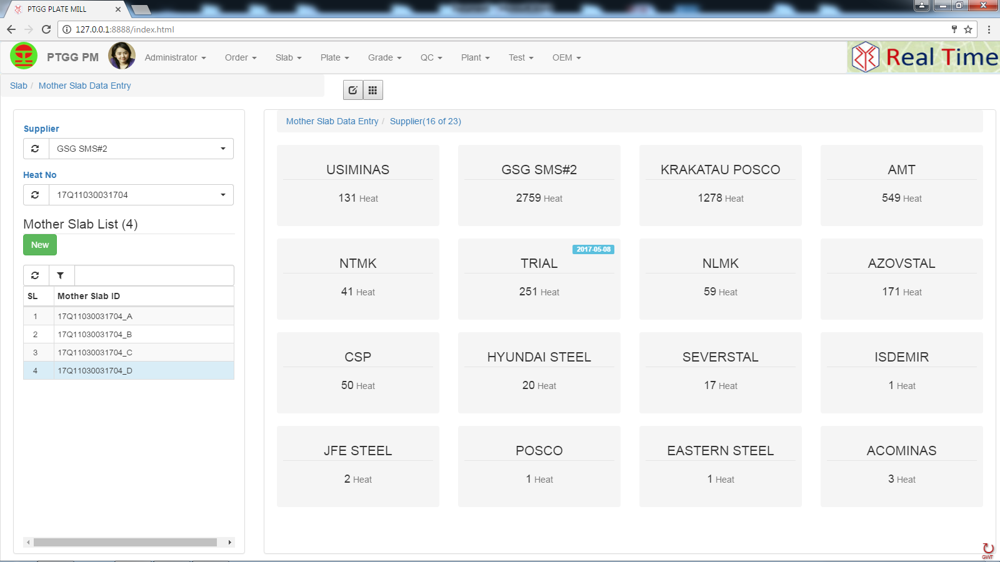 PTGG PLATE MILL
127.0.0.1:8888/index.html
PTGG PM
Administrator
Order
Slab
Plate
Grade
QC
Plant
Test
OEM
Real Time
Slab / Mother Slab Data Entry
Supplier
GSG SMS#2
Heat No
17Q11030031704
Mother Slab List (4)
New
SL Mother Slab ID
1 17Q11030031704_A
2 17Q11030031704_B
3 17Q11030031704_C
4 17Q11030031704_D
Mother Slab Data Entry / Supplier(16 of 23)
USIMINAS
131 Heat
GSG SMS#2
2759 Heat
KRAKATAU POSCO
1278 Heat
AMT
549 Heat
NTMK
41 Heat
2017-05-08
TRIAL
251 Heat
NLMK
59 Heat
AZOVSTAL
171 Heat
CSP
50 Heat
HYUNDAI STEEL
20 Heat
SEVERSTAL
17 Heat
ISDEMIR
1 Heat
JFE STEEL
2 Heat
POSCO
1 Heat
EASTERN STEEL
1 Heat
ACOMINAS
3 Heat
GWT